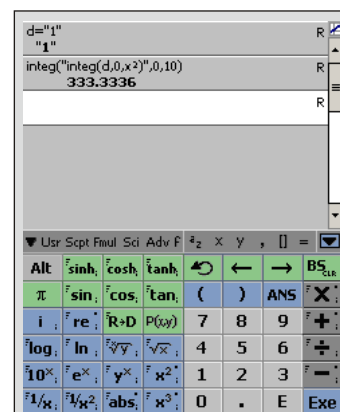 d="1" R
"1"
integ("integ(d,0,x²)",0,10) R
333.3336
R
▼ Usr Scpt Fmul Sci Adv F ª z × y , [] = ▼
Alt sinh; cosh; tanh; ← → BS CLR
π sin; cos; tan; ( ) ANS X;
i ; re ; R→D P(x,y) 7 8 9 +;
log; ln ; ∛y ; √x ; 4 5 6 ÷;
10ˣ; eˣ ; yˣ ; x² ; 1 2 3 −;
1/x; 1/x²; abs; x³ ; 0 . E Exe